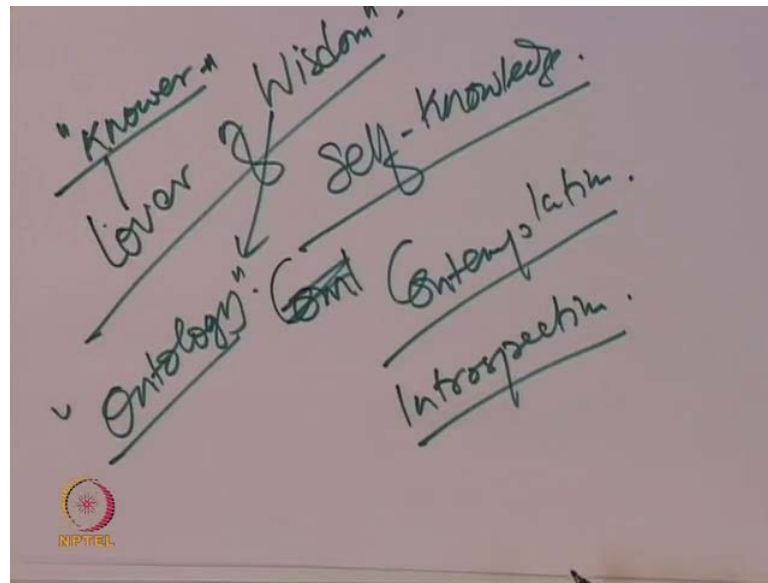 "Knower"
Lover of Wisdom".
Self-Knowledge.
"Ontology".
Contemplation.
Introspection.
NPTEL